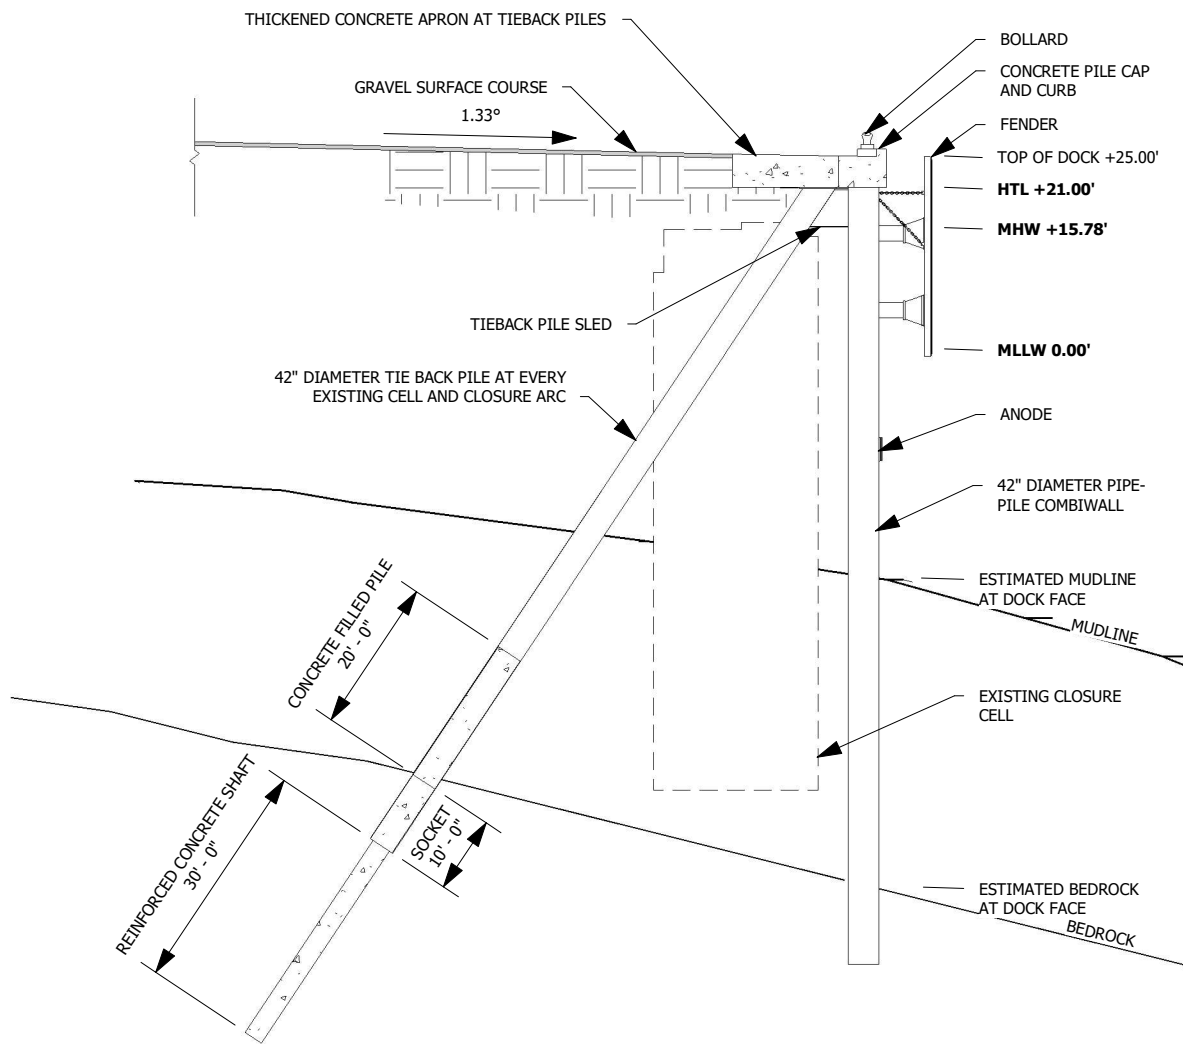 THICKENED CONCRETE APRON AT TIEBACK PILES
BOLLARD
CONCRETE PILE CAP
AND CURB
GRAVEL SURFACE COURSE
1.33°
FENDER
TOP OF DOCK +25.00'
HTL +21.00'
MHW +15.78'
TIEBACK PILE SLED
MLLW 0.00'
42" DIAMETER TIE BACK PILE AT EVERY
EXISTING CELL AND CLOSURE ARC
ANODE
42" DIAMETER PIPE-
PILE COMBIWALL
ESTIMATED MUDLINE
AT DOCK FACE
MUDLINE
CONCRETE FILLED PILE
20' - 0"
EXISTING CLOSURE
CELL
REINFORCED CONCRETE SHAFT
30' - 0"
SOCKET
10' - 0"
ESTIMATED BEDROCK
AT DOCK FACE
BEDROCK